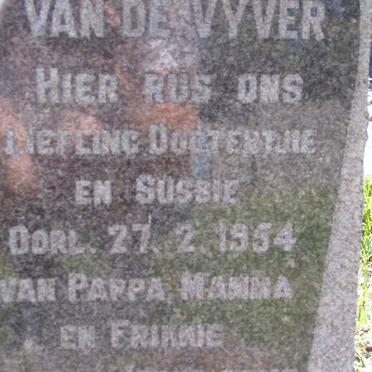 VAN DE VYVER
HIER RUS ONS
LIEFLING DOGTERTJIE
EN SUSSIE
OORL. 27.2.1954
VAN PAPPA, MAMMA
EN FRIKKIE